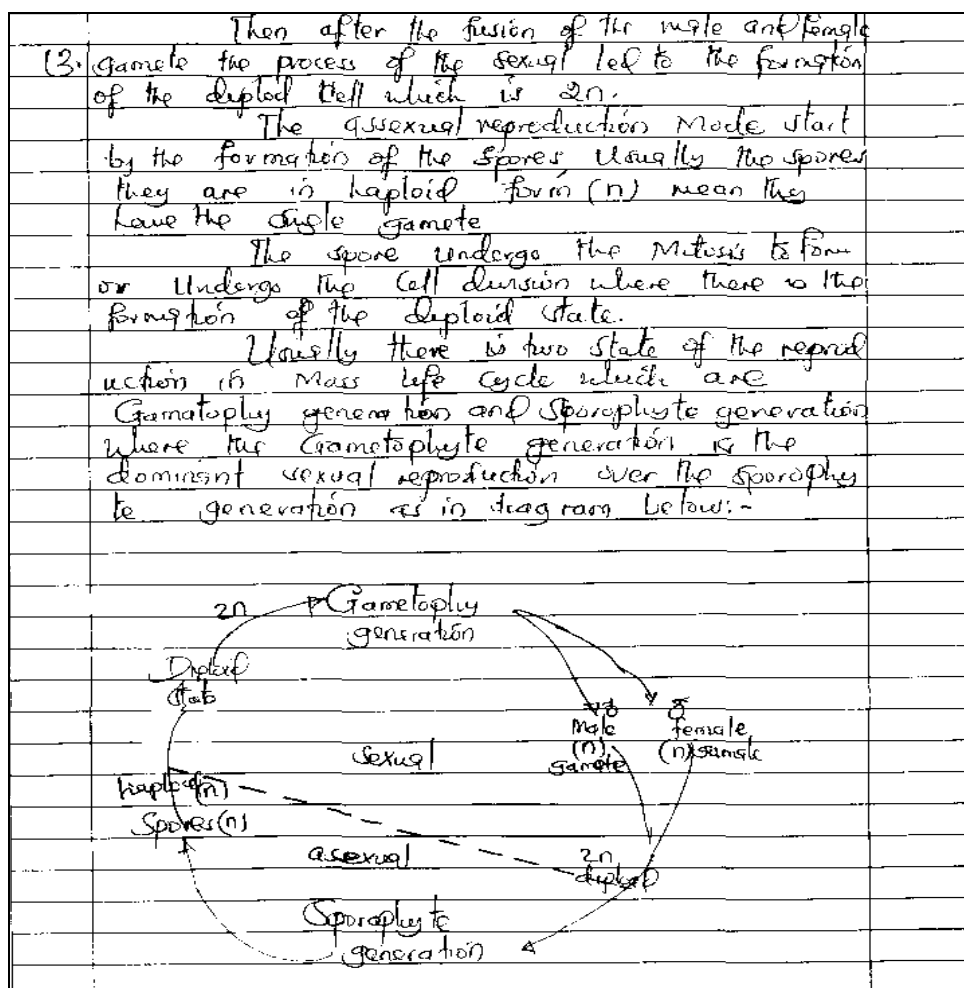 Then after the fusion of the male and female
13. gamete the process of the sexual led to the formation
of the diploid cell which is 2n.
The assexual reproduction Mode start
by the formation of the spores Usually the spores
they are in haploid form (n) mean they
have the single gamete
The spore undergo the Mitosis to form
or Undergo the Cell division where there is the
formation of the diploid state.
Usually there is two state of the reprod
uction in Moss life cycle which are
Gamatophy generation and Sporophyte generation
where the Gametophyte generation is the
dominant sexual reproduction over the sporophy
te generation as in diagram below:-
2n
Gametophy
generation
Diploid
state
Male
(n)
gamete
female
(n) gamete
sexual
haploid(n)
Spores(n)
asexual
2n
diploid
Sporophyte
generation